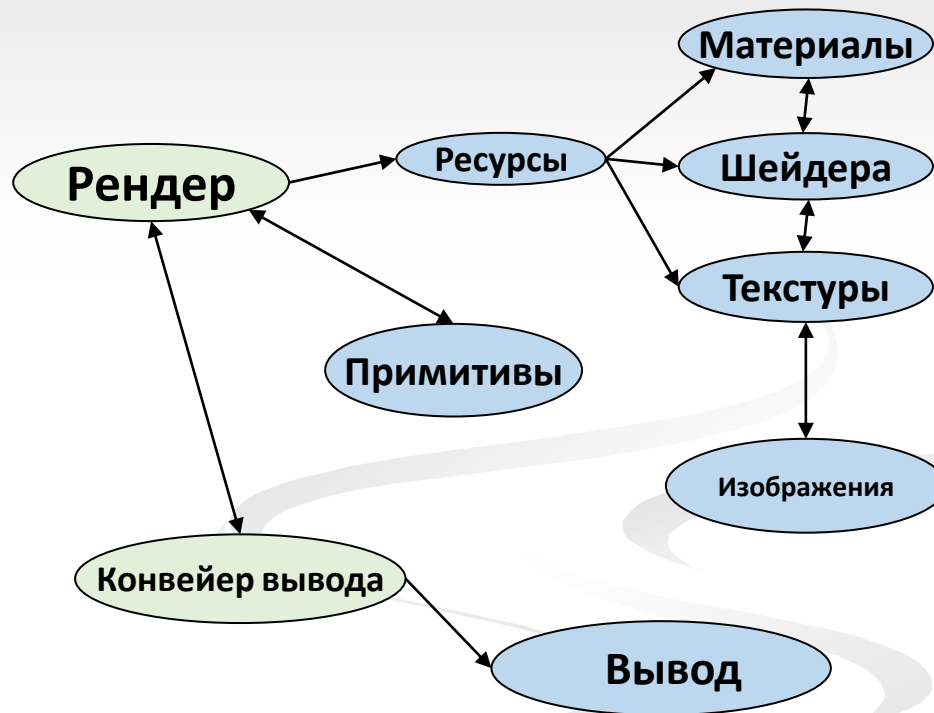 Материалы
Ресурсы
Шейдера
Рендер
Текстуры
Примитивы
Изображения
Конвейер вывода
Вывод